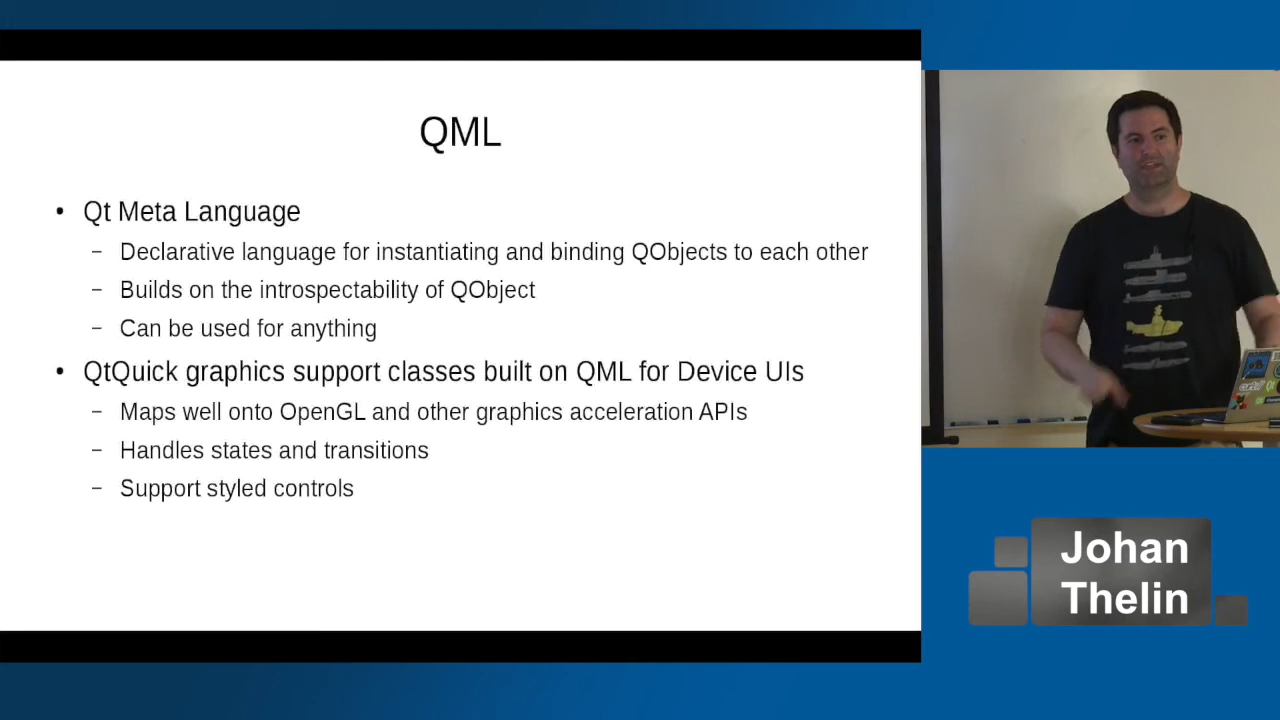 QML
• Qt Meta Language
– Declarative language for instantiating and binding QObjects to each other
– Builds on the introspectability of QObject
– Can be used for anything
• QtQuick graphics support classes built on QML for Device UIs
– Maps well onto OpenGL and other graphics acceleration APIs
– Handles states and transitions
– Support styled controls
Johan
Thelin